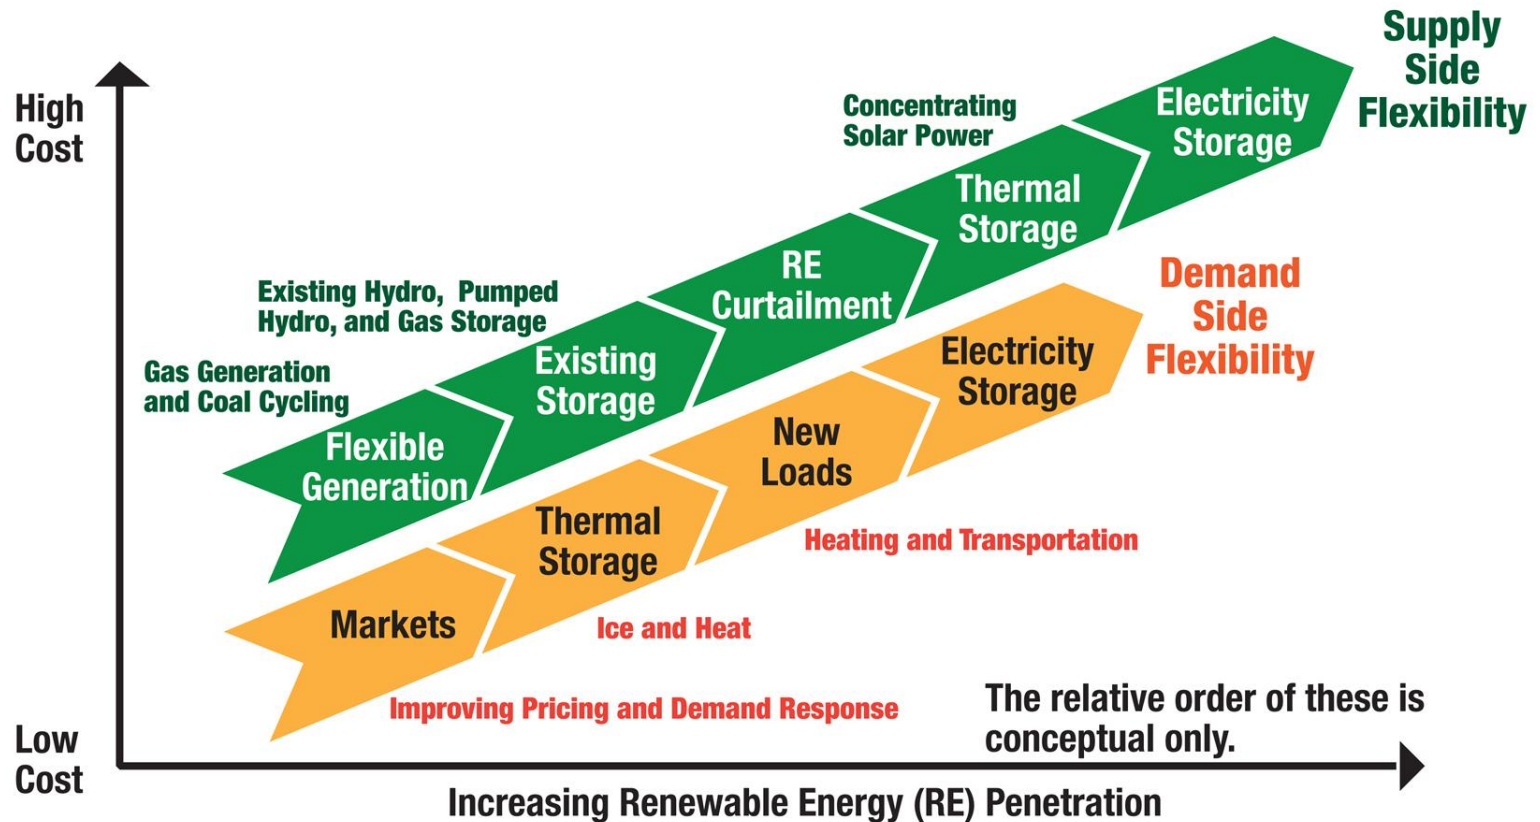 Supply
Side
Flexibility
High
Cost
Concentrating
Solar Power
Electricity
Storage
Thermal
Storage
RE
Curtailment
Existing Hydro, Pumped
Hydro, and Gas Storage
Existing
Storage
Gas Generation
and Coal Cycling
Flexible
Generation
Demand
Side
Flexibility
Electricity
Storage
New
Loads
Heating and Transportation
Thermal
Storage
Ice and Heat
Markets
Improving Pricing and Demand Response
The relative order of these is
conceptual only.
Low
Cost
Increasing Renewable Energy (RE) Penetration